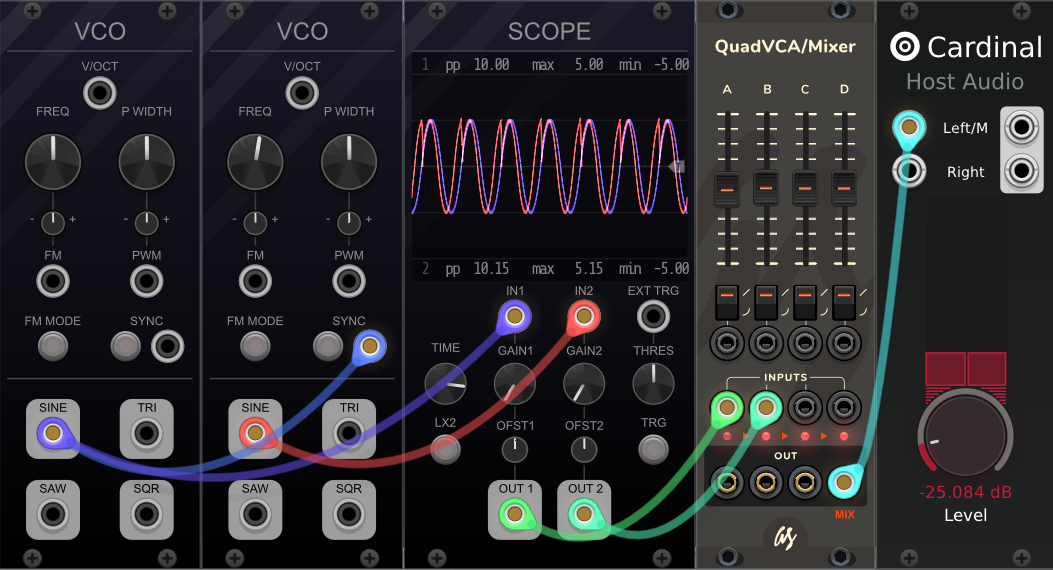 VCO
V/OCT
FREQ P WIDTH
- + - +
FM PWM
FM MODE SYNC
SINE TRI
SAW SQR
VCO
V/OCT
FREQ P WIDTH
- + - +
FM PWM
FM MODE SYNC
SINE TRI
SAW SQR
SCOPE
1 pp 10.00 max 5.00 min -5.00
2 pp 10.15 max 5.15 min -5.00
IN1 IN2 EXT TRG
TIME GAIN1 GAIN2 THRES
LX2 OFST1 OFST2 TRG
OUT 1 OUT 2
QuadVCA/Mixer
A B C D
INPUTS
OUT
MIX
as
Cardinal
Host Audio
Left/M
Right
-25.084 dB
Level